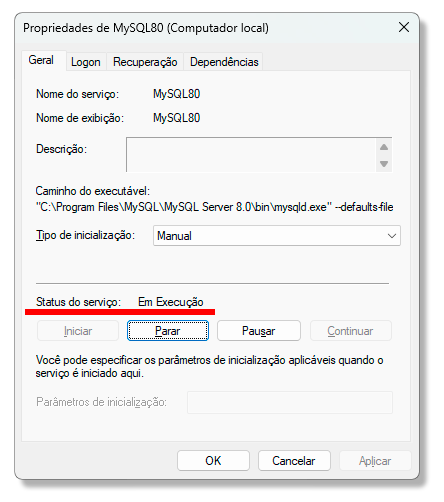 Propriedades de MySQL80 (Computador local)
Geral Logon Recuperação Dependências
Nome do serviço: MySQL80
Nome de exibição: MySQL80
Descrição:
Caminho do executável:
"C:\Program Files\MySQL\MySQL Server 8.0\bin\mysqld.exe" --defaults-file
Tipo de inicialização: Manual
Status do serviço: Em Execução
Iniciar Parar Pausar Continuar
Você pode especificar os parâmetros de inicialização aplicáveis quando o
serviço é iniciado aqui.
Parâmetros de inicialização:
OK Cancelar Aplicar